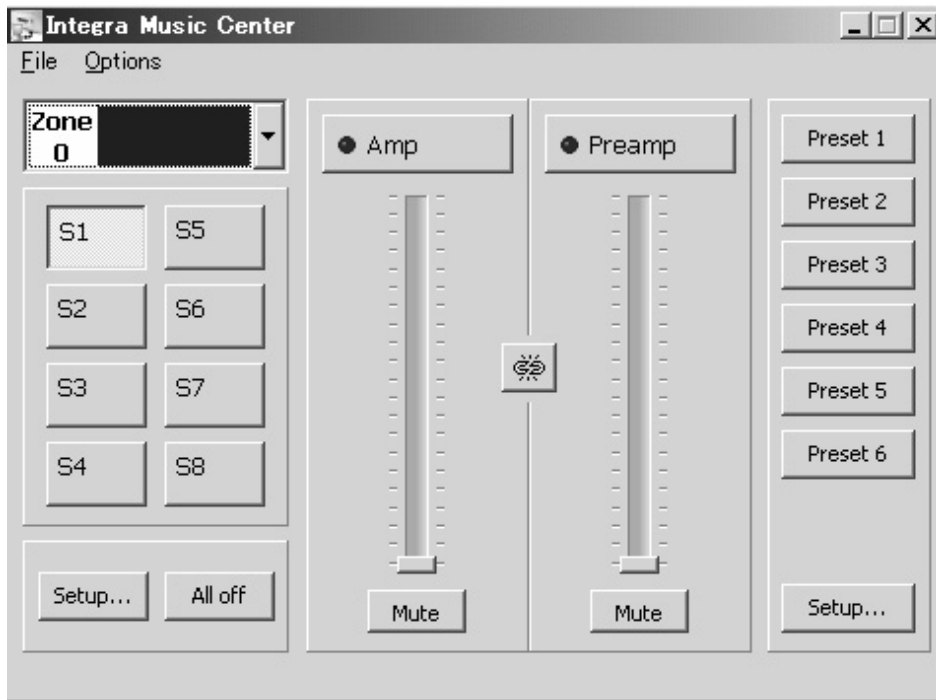 Integra Music Center
File Options
Zone
0
S1 S5
S2 S6
S3 S7
S4 S8
Setup... All off
Amp
Mute
Preamp
Mute
Preset 1
Preset 2
Preset 3
Preset 4
Preset 5
Preset 6
Setup...